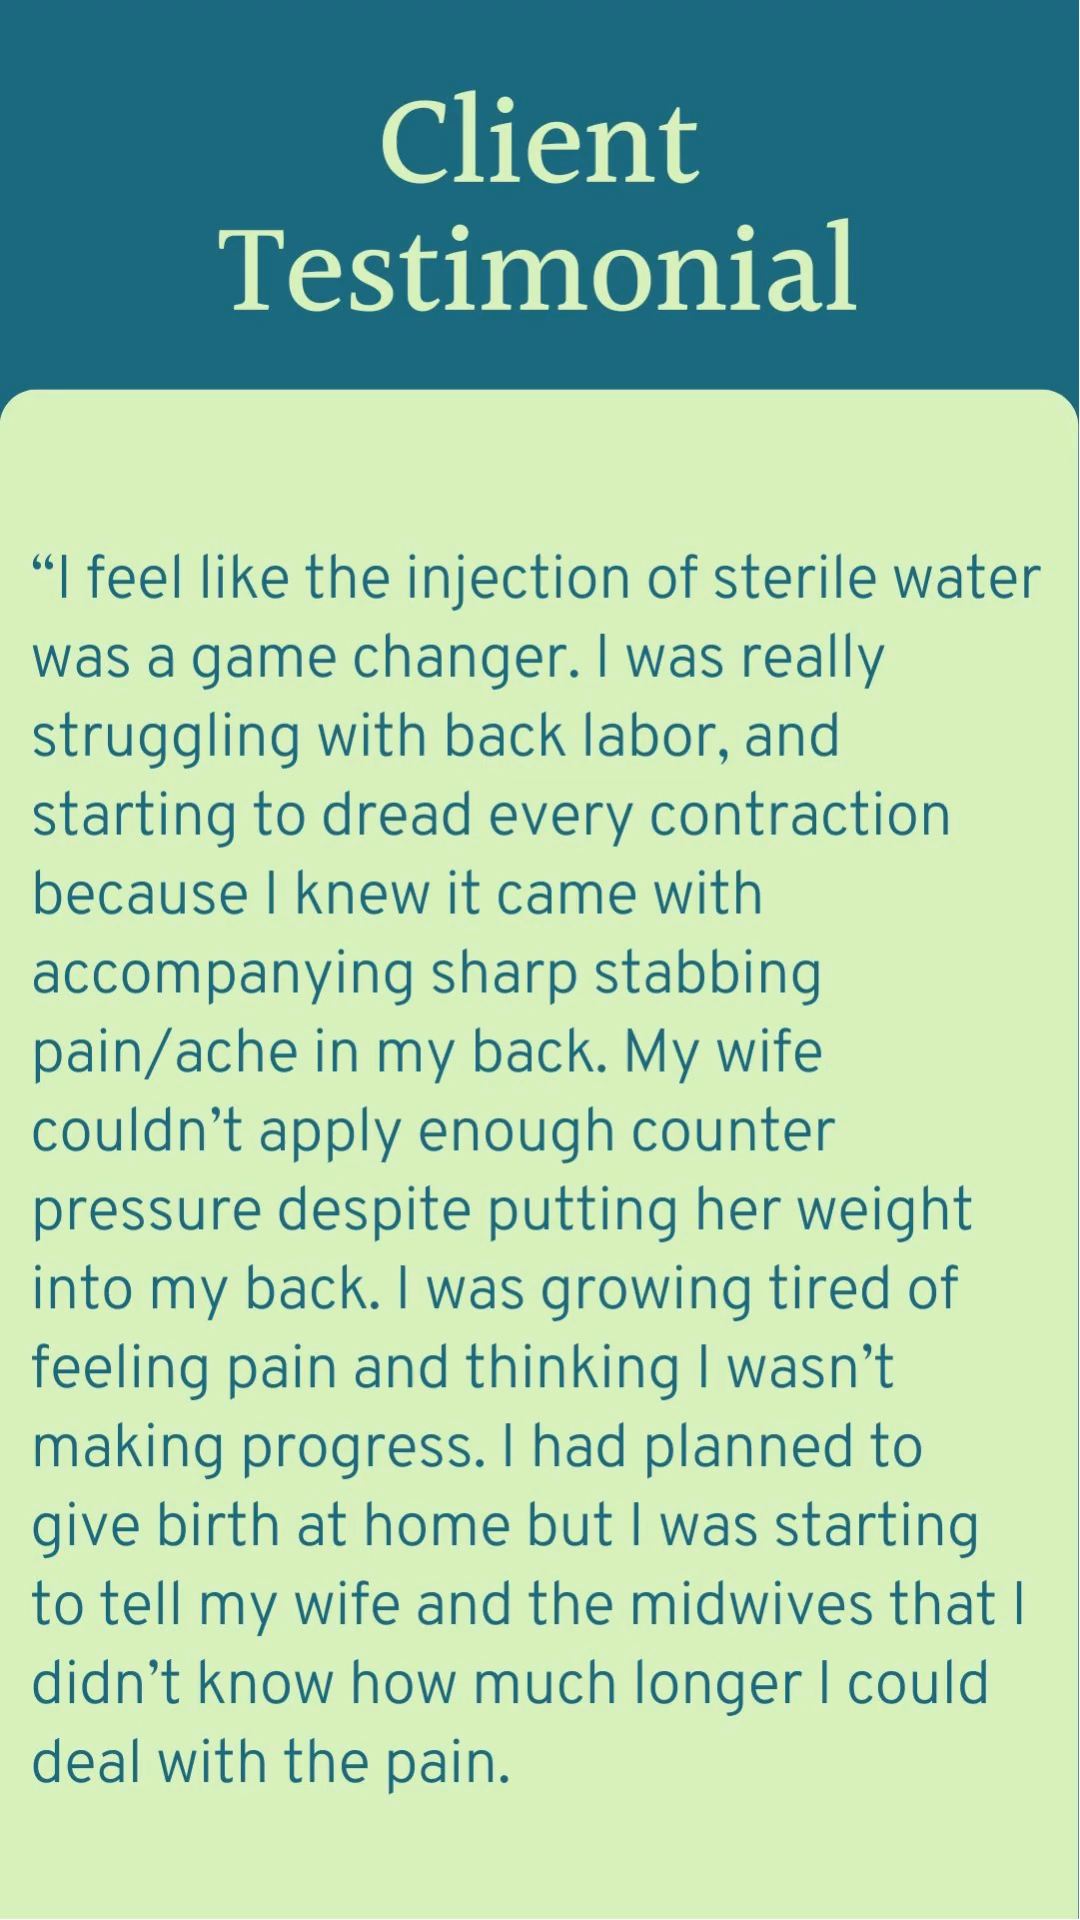 Client
Testimonial
“I feel like the injection of sterile water
was a game changer. I was really
struggling with back labor, and
starting to dread every contraction
because I knew it came with
accompanying sharp stabbing
pain/ache in my back. My wife
couldn’t apply enough counter
pressure despite putting her weight
into my back. I was growing tired of
feeling pain and thinking I wasn’t
making progress. I had planned to
give birth at home but I was starting
to tell my wife and the midwives that I
didn’t know how much longer I could
deal with the pain.